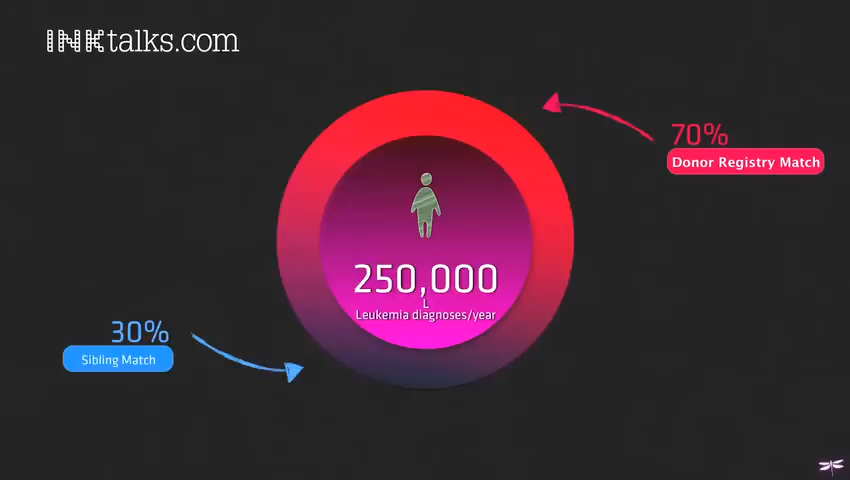 INKtalks.com
70%
Donor Registry Match
250,000
L
Leukemia diagnoses/year
30%
Sibling Match